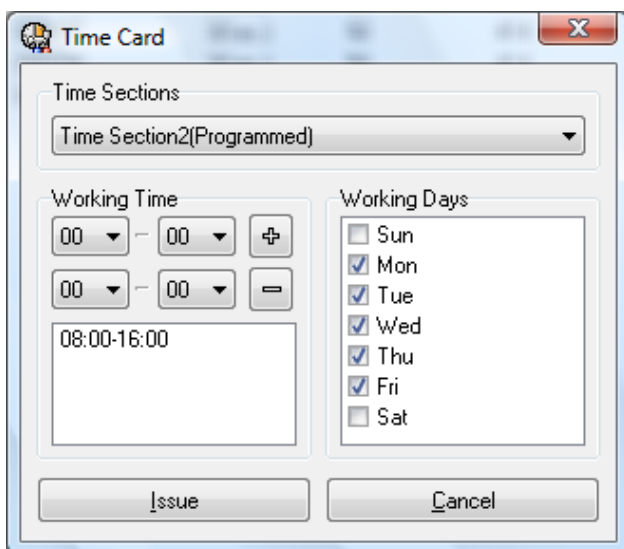 Time Card
Time Sections
Time Section2(Programmed)
Working Time
00 – 00
00 – 00
08:00-16:00
Working Days
Sun
Mon
Tue
Wed
Thu
Fri
Sat
Issue
Cancel